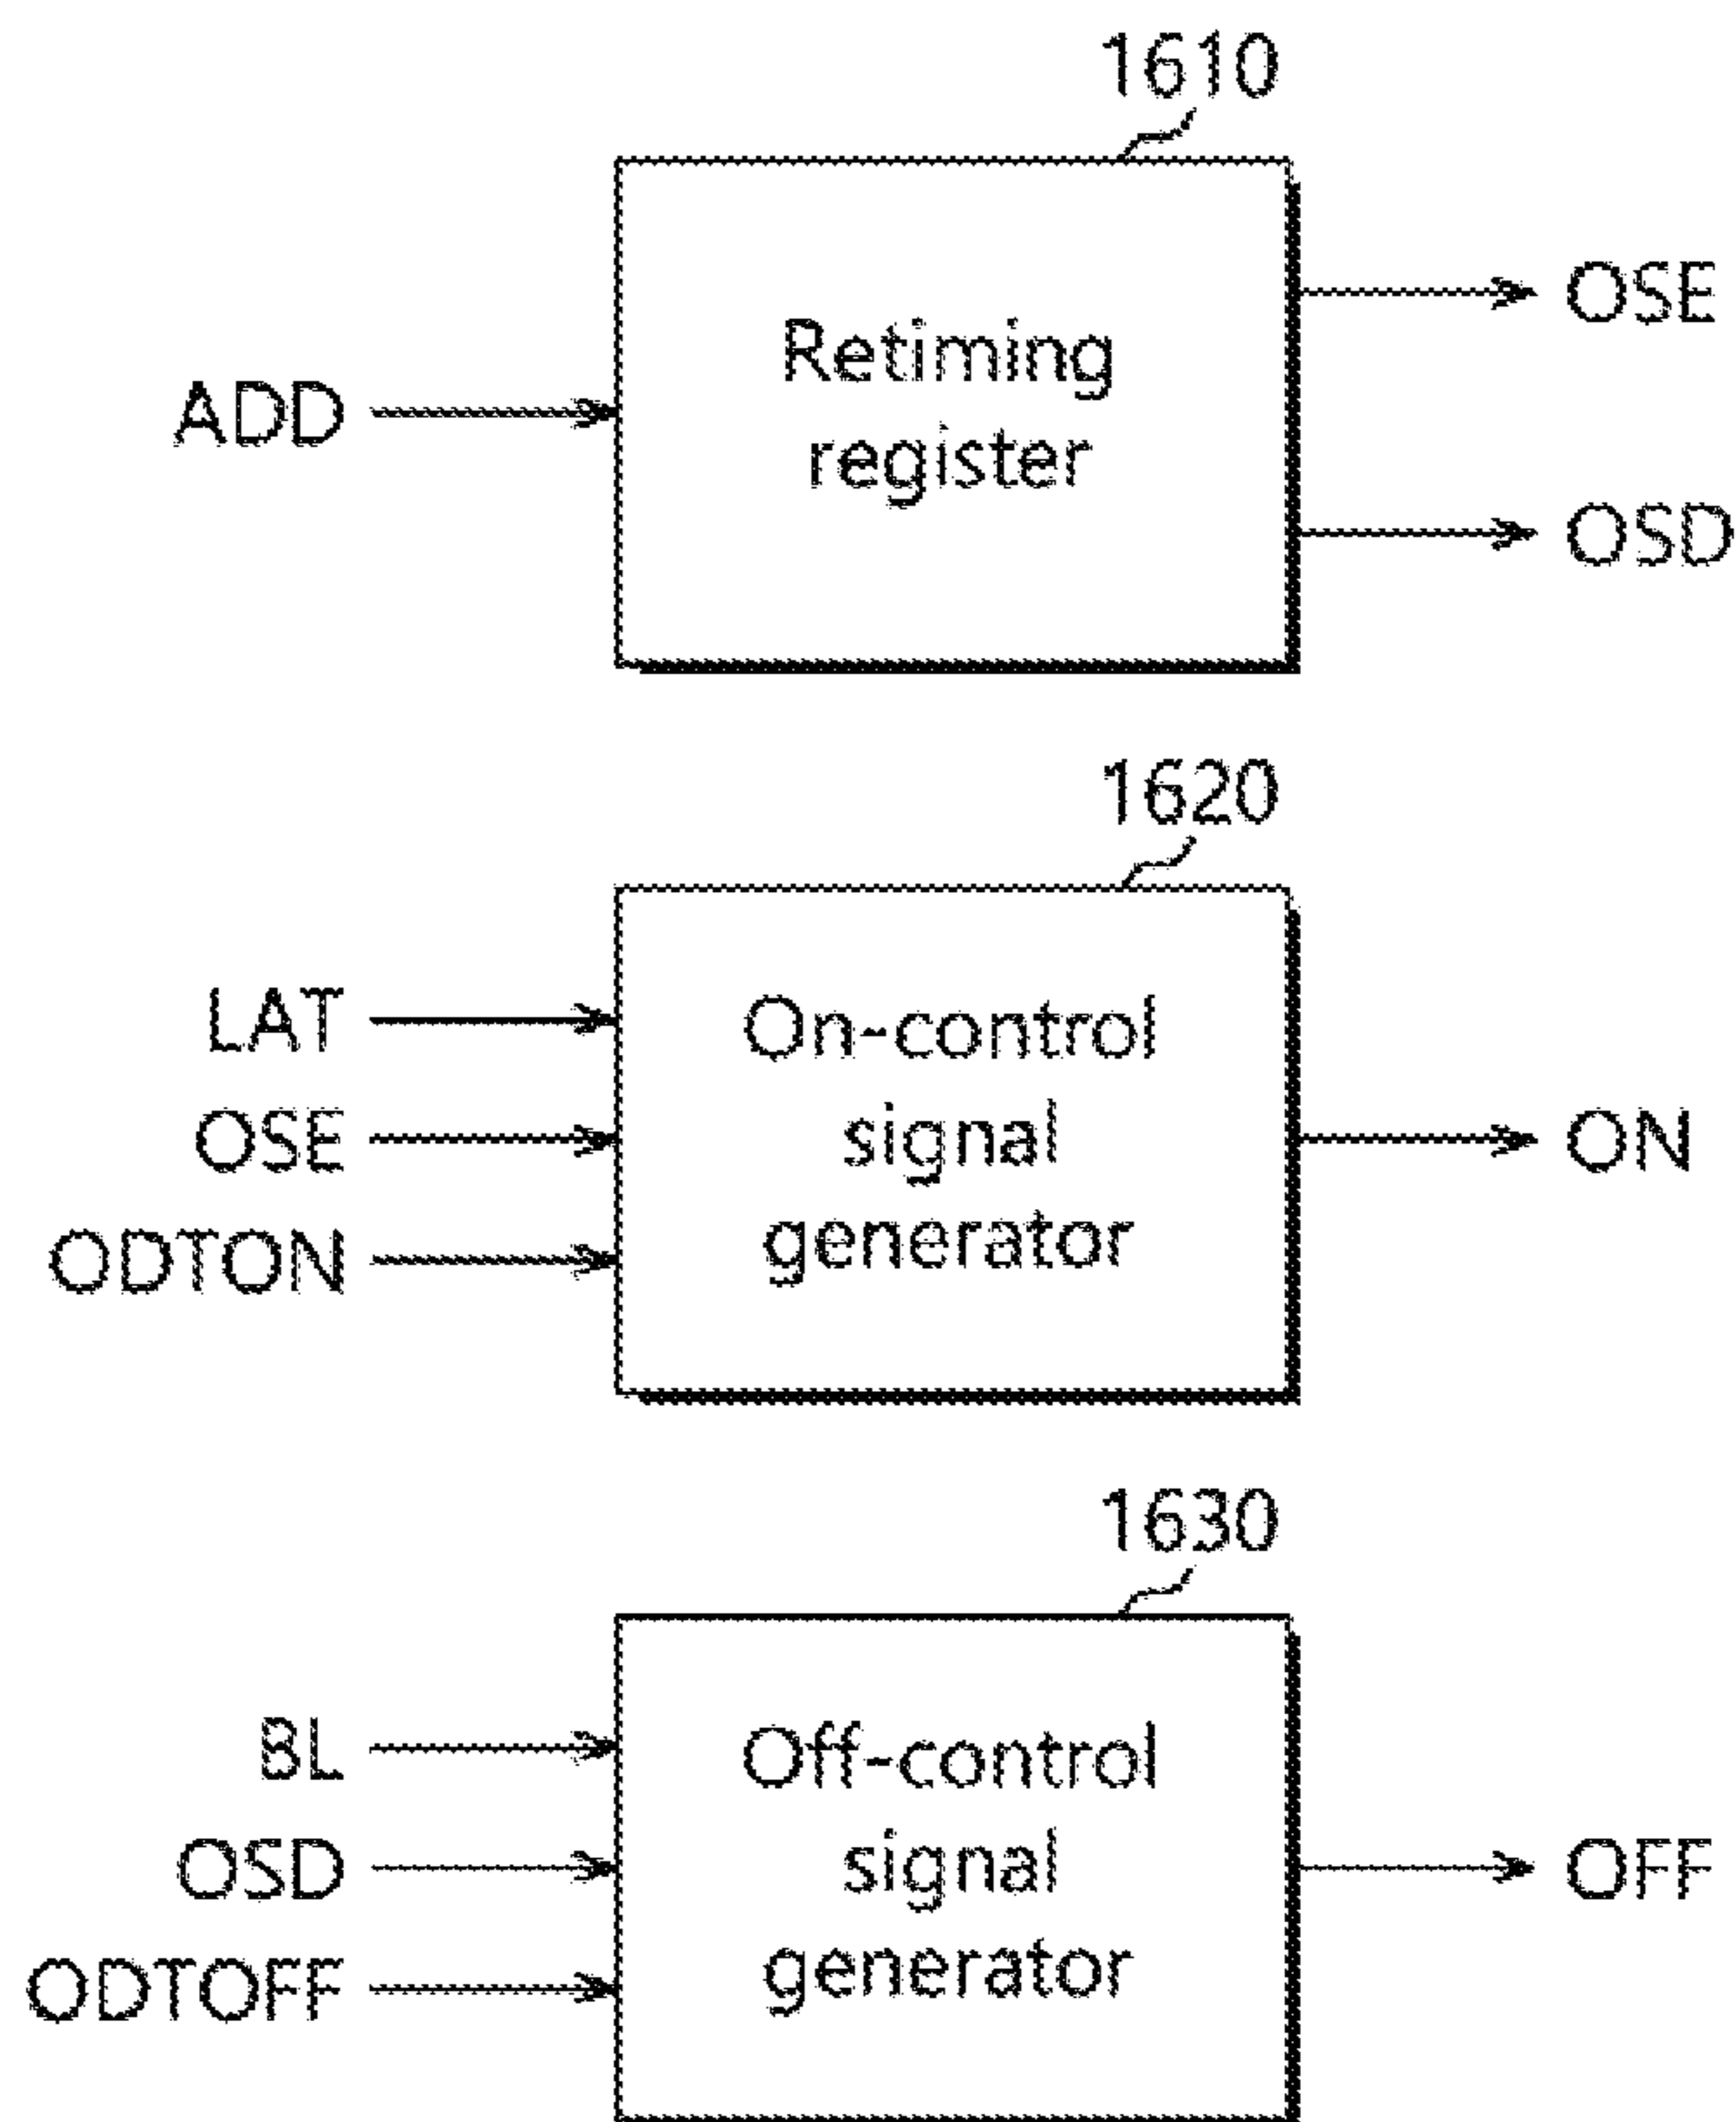 1610
ADD
Retiming
register
OSE
OSD
1620
LAT
OSE
ODTON
On-control
signal
generator
ON
1630
BL
OSD
ODTOFF
Off-control
signal
generator
OFF